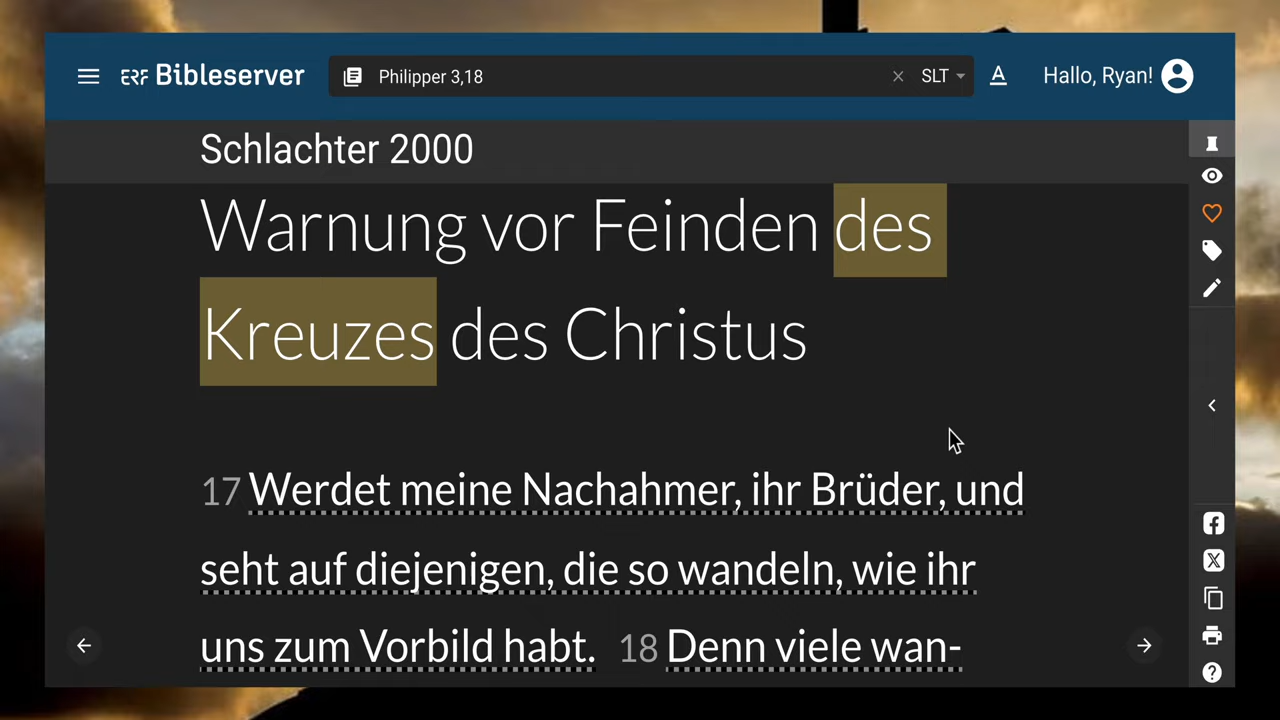 ERF Bibleserver
Philipper 3,18
SLT
A
Hallo, Ryan!
Schlachter 2000
Warnung vor Feinden des
Kreuzes des Christus
17 Werdet meine Nachahmer, ihr Brüder, und
seht auf diejenigen, die so wandeln, wie ihr
uns zum Vorbild habt. 18 Denn viele wan-